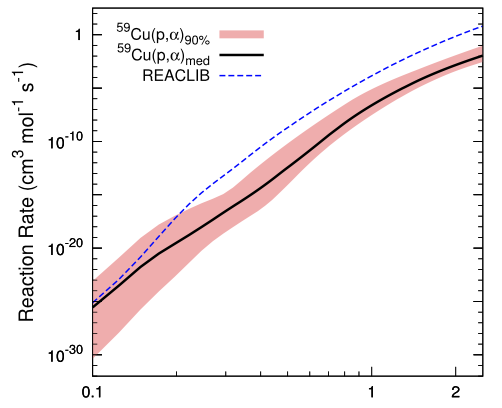 ⁵⁹Cu(p,α)₉₀%
⁵⁹Cu(p,α)med
REACLIB
Reaction Rate (cm³ mol⁻¹ s⁻¹)
1
10⁻¹⁰
10⁻²⁰
10⁻³⁰
0.1 1 2